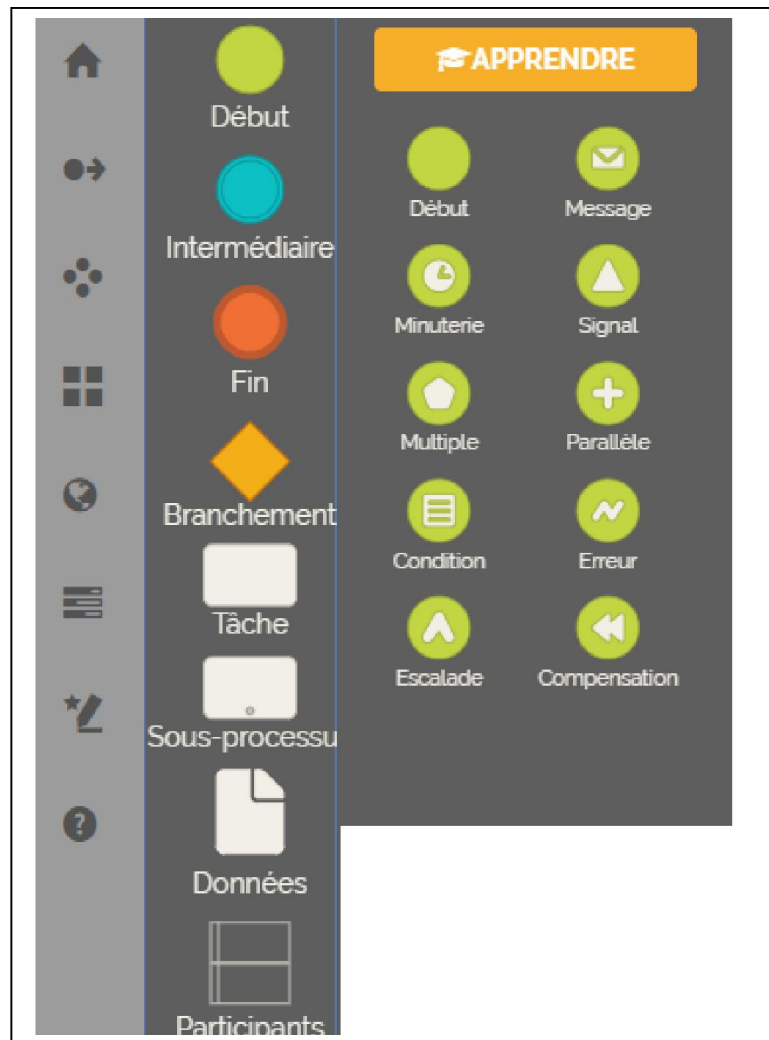 Début
Intermédiaire
Fin
Branchement
Tâche
Sous-processu
Données
Participants
APPRENDRE
Début
Message
Minuterie
Signal
Multiple
Parallèle
Condition
Erreur
Escalade
Compensation